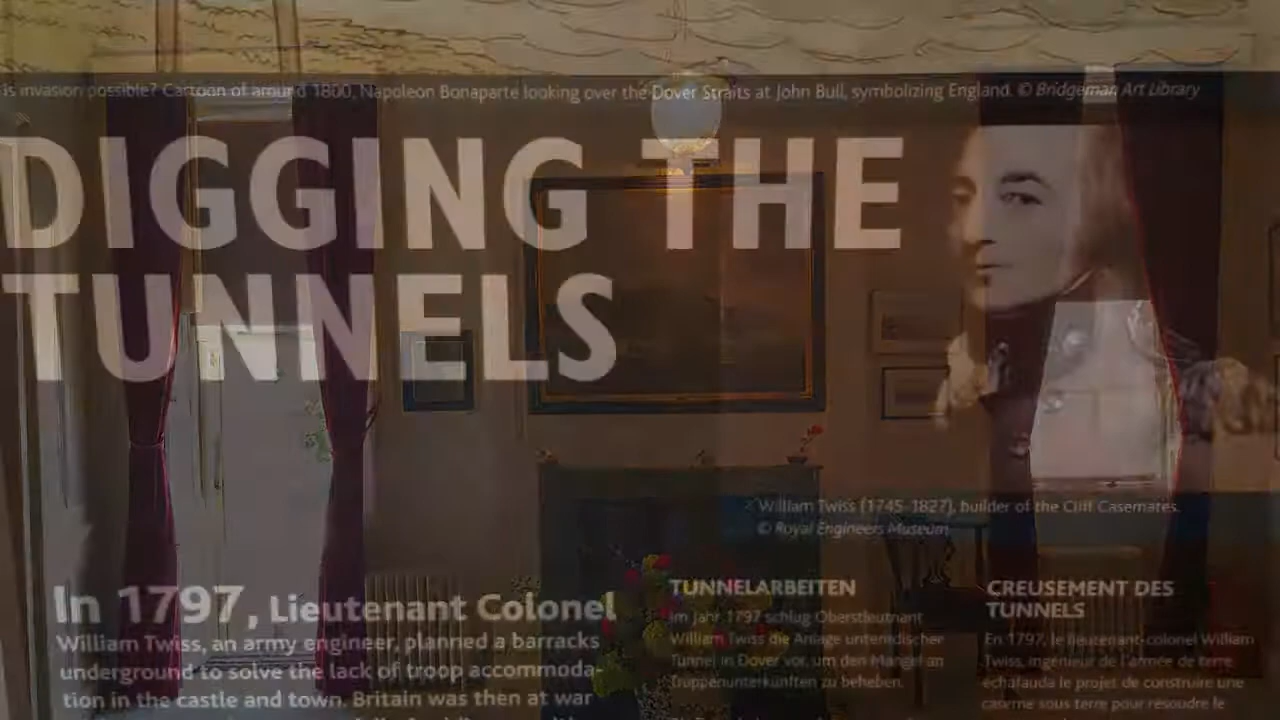 is invasion possible? Cartoon of around 1800, Napoleon Bonaparte looking over the Dover Straits at John Bull, symbolizing England. © Bridgeman Art Library
DIGGING THE
TUNNELS
William Twiss (1745-1827), builder of the Cliff Casemates.
© Royal Engineers Museum
In 1797, Lieutenant Colonel
William Twiss, an army engineer, planned a barracks
underground to solve the lack of troop accommoda-
tion in the castle and town. Britain was then at war
TUNNELARBEITEN
Im Jahr 1797 schlug Oberstleutnant
William Twiss die Anlage unterirdischer
Tunnel in Dover vor, um den Mangel an
Truppenunterkünften zu beheben.
CREUSEMENT DES
TUNNELS
En 1797, le lieutenant-colonel William
Twiss, ingénieur de l'armée de terre,
échafauda le projet de construire une
caserne sous terre pour résoudre le